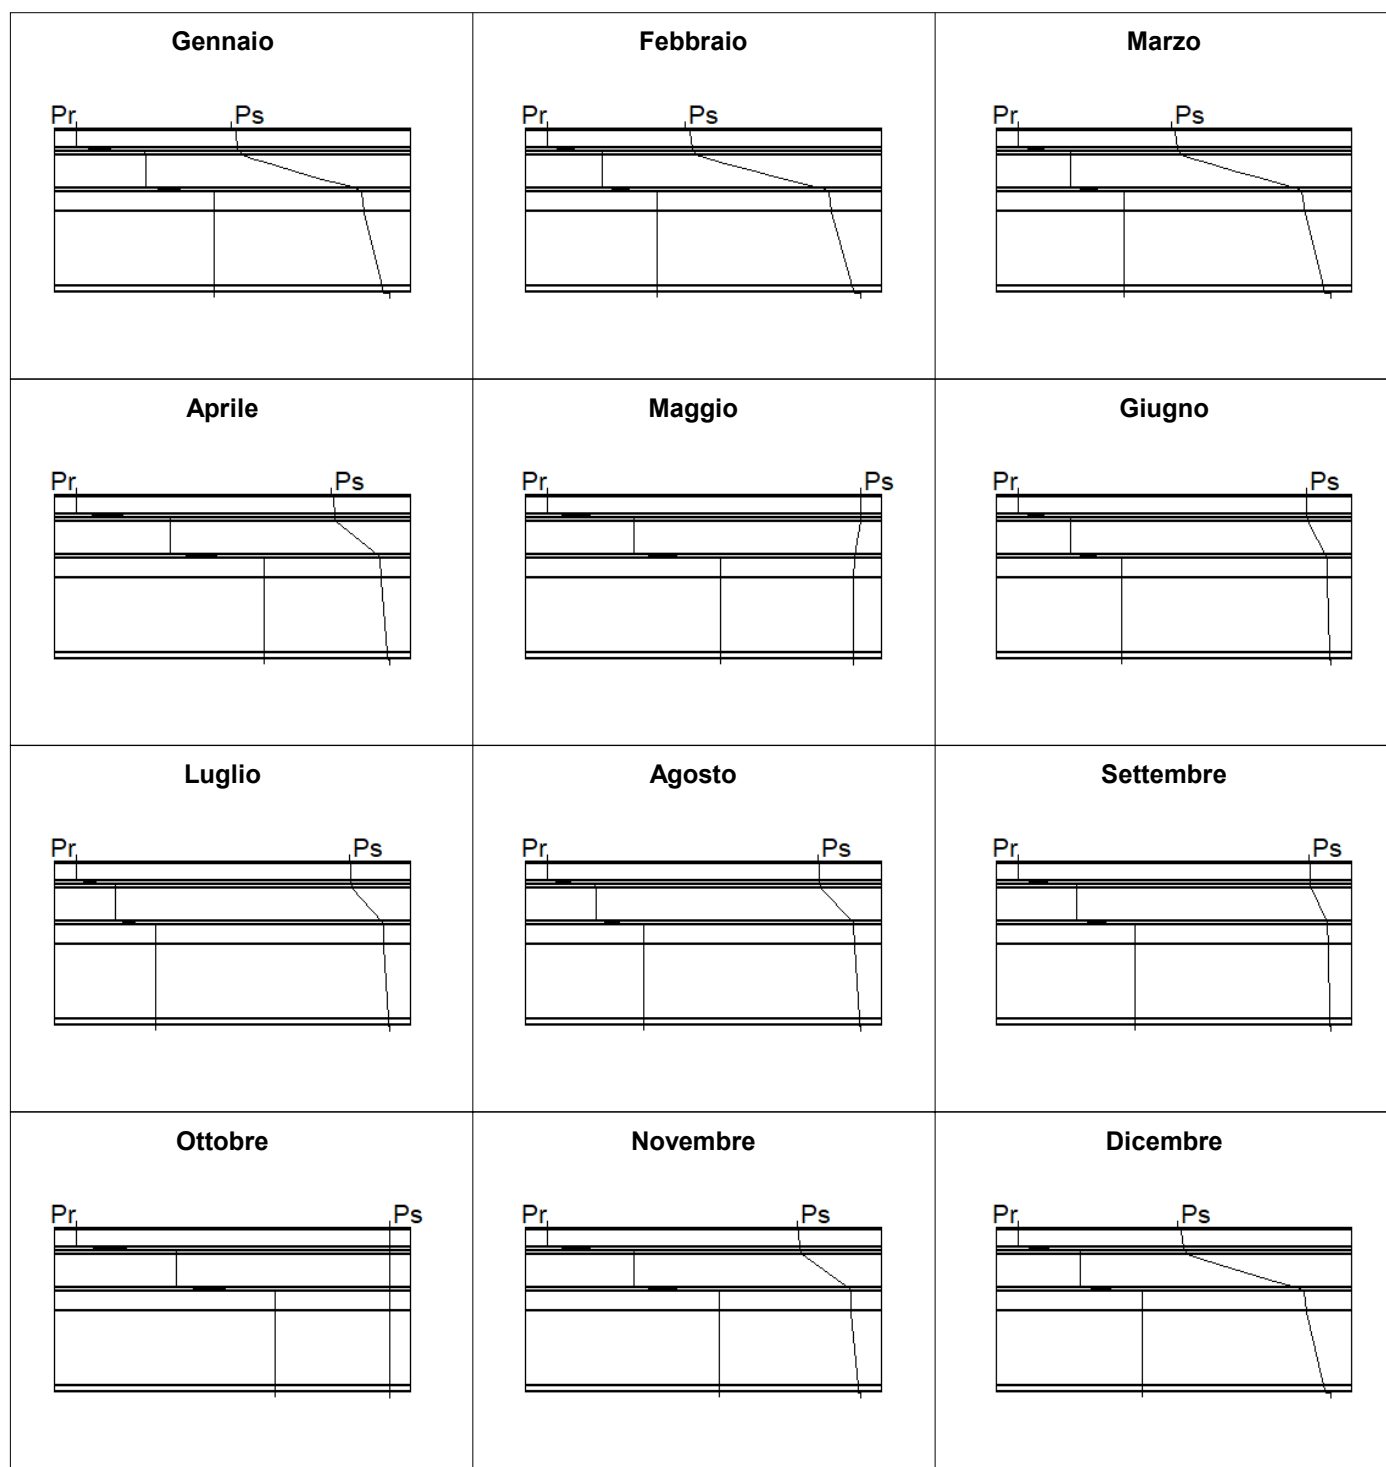 Gennaio
Febbraio
Marzo
Pr Ps
Pr Ps
Pr Ps
Aprile
Maggio
Giugno
Pr Ps
Pr Ps
Pr Ps
Luglio
Agosto
Settembre
Pr Ps
Pr Ps
Pr Ps
Ottobre
Novembre
Dicembre
Pr Ps
Pr Ps
Pr Ps